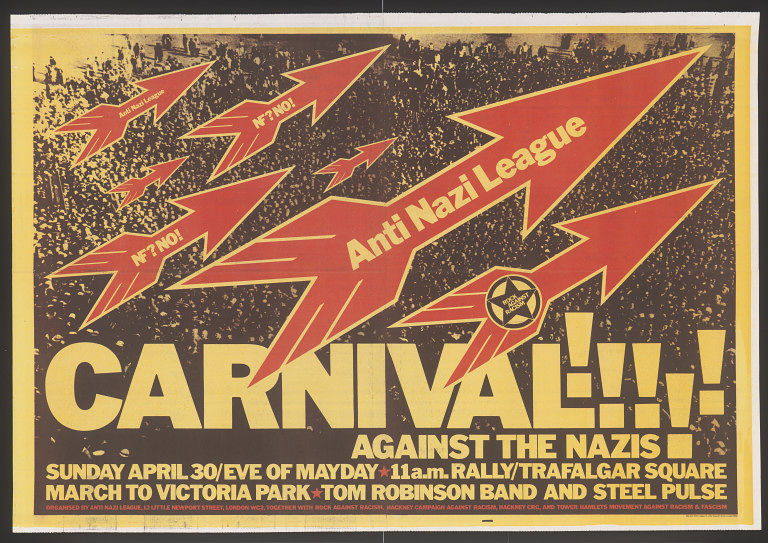 Anti Nazi League
NF? NO!
Anti Nazi League
NF? NO!
ROCK
AGAINST
RACISM
CARNIVAL!!!!!
AGAINST THE NAZIS
SUNDAY APRIL 30/EVE OF MAYDAY★11a.m. RALLY/TRAFALGAR SQUARE
MARCH TO VICTORIA PARK★TOM ROBINSON BAND AND STEEL PULSE
ORGANISED BY ANTI NAZI LEAGUE, 12 LITTLE NEWPORT STREET, LONDON WC2, TOGETHER WITH ROCK AGAINST RACISM, HACKNEY CAMPAIGN AGAINST RACISM, HACKNEY CRC, AND TOWER HAMLETS MOVEMENT AGAINST RACISM & FASCISM